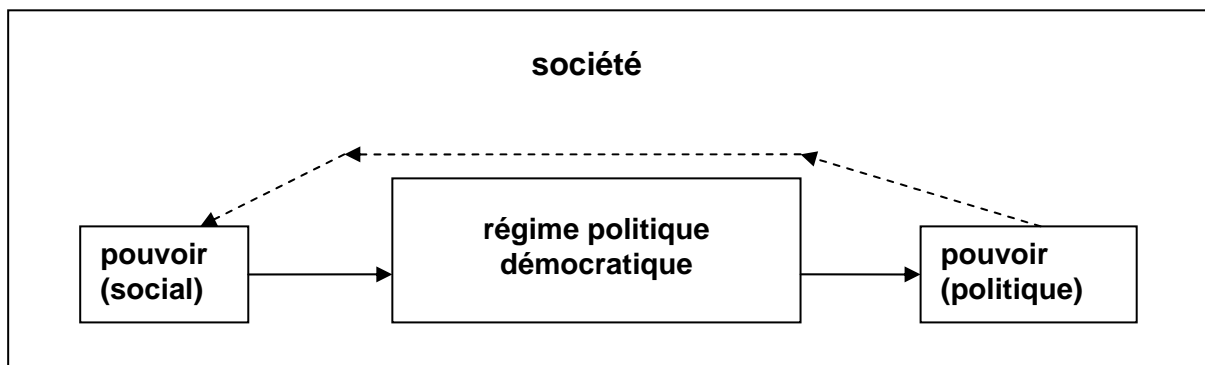 société
régime politique
démocratique
pouvoir
(social)
pouvoir
(politique)